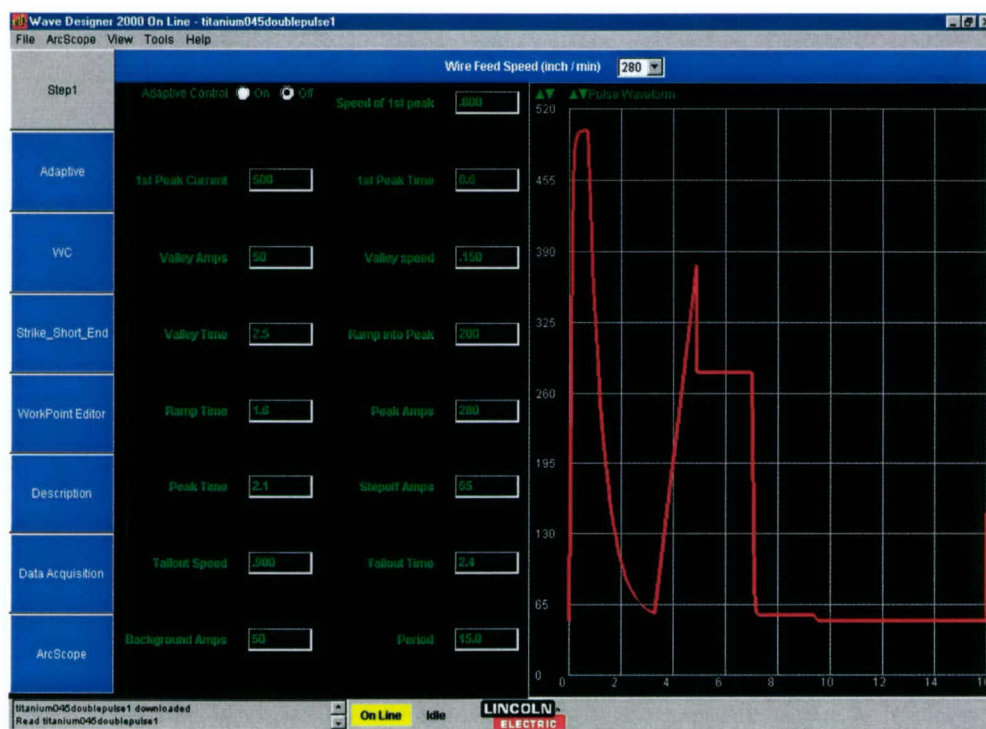 Wave Designer 2000 On Line - titanium045doublepulse1
File ArcScope View Tools Help
Wire Feed Speed (inch / min) 280
Step1
Adaptive
WC
Strike_Short_End
WorkPoint Editor
Description
Data Acquisition
ArcScope
Adaptive Control On Off
Speed of 1st peak .800
1st Peak Current 500
1st Peak Time 0.6
Valley Amps 50
Valley speed .150
Valley Time 2.5
Ramp into Peak 280
Ramp Time 1.6
Peak Amps 280
Peak Time 2.1
Stepoff Amps 55
Tailout Speed .980
Tailout Time 2.4
Background Amps 50
Period 15.0
Pulse Waveform
520
455
390
325
260
195
130
65
0
0 2 4 6 8 10 12 14 16
titanium045doublepulse1 downloaded
Read titanium045doublepulse1
On Line Idle
LINCOLN
ELECTRIC